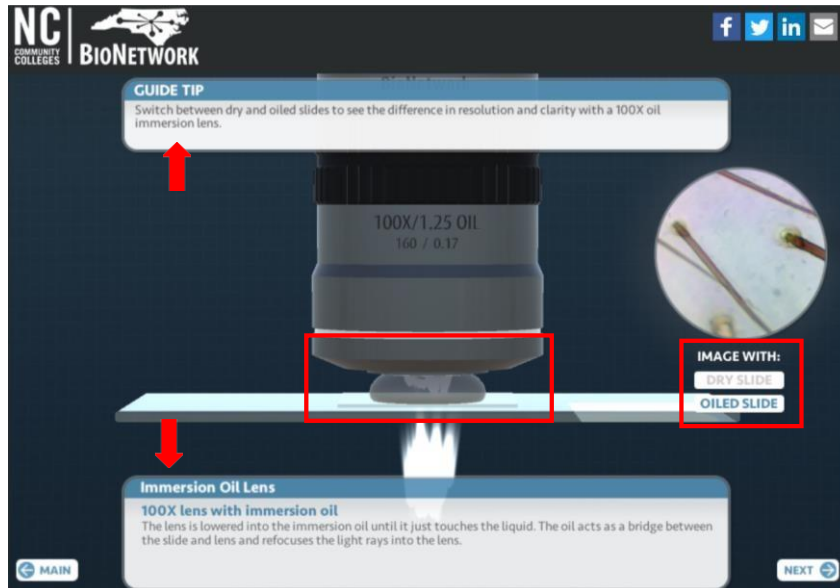 NC
COMMUNITY
COLLEGES
BIONETWORK
f in
BioNetwork
GUIDE TIP
Switch between dry and oiled slides to see the difference in resolution and clarity with a 100X oil
immersion lens.
100X/1.25 OIL
160 / 0.17
IMAGE WITH:
DRY SLIDE
OILED SLIDE
Immersion Oil Lens
100X lens with immersion oil
The lens is lowered into the immersion oil until it just touches the liquid. The oil acts as a bridge between
the slide and lens and refocuses the light rays into the lens.
MAIN
NEXT